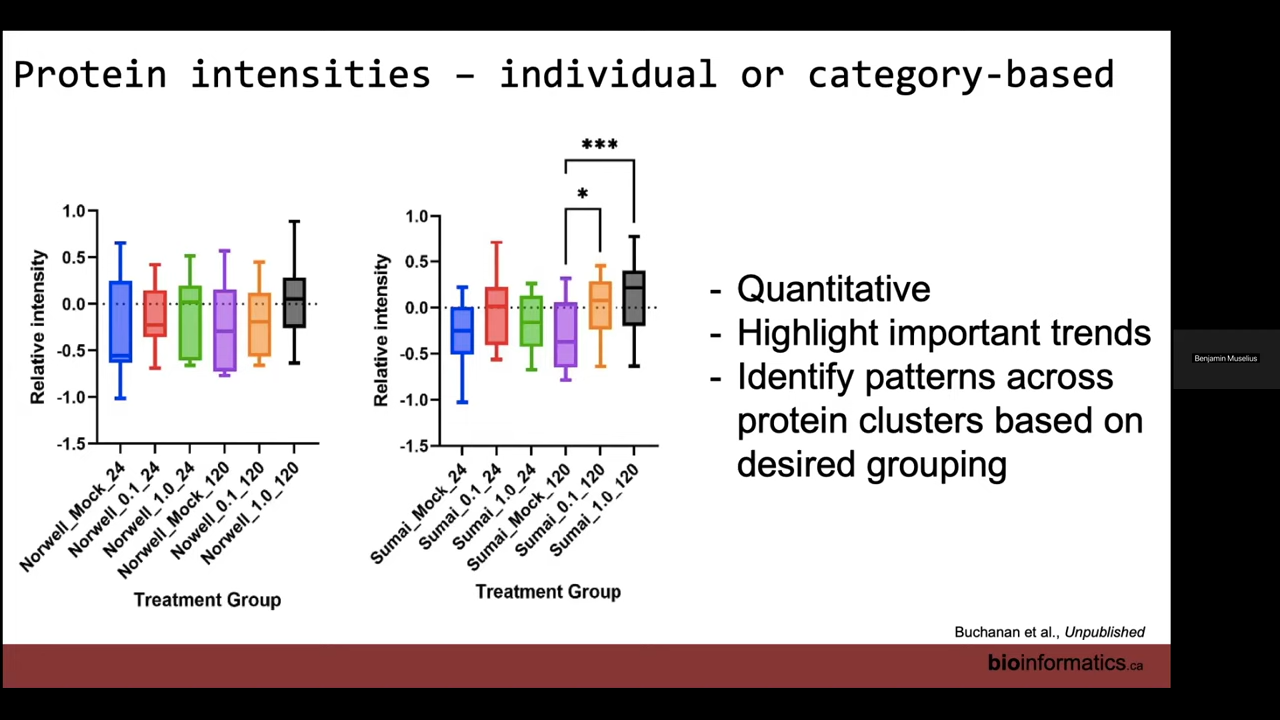 Protein intensities – individual or category-based
1.0
0.5
0.0
-0.5
-1.0
-1.5
Relative intensity
Norwell_Mock_24
Norwell_0.1_24
Norwell_1.0_24
Norwell_Mock_120
Nowell_0.1_120
Norwell_1.0_120
Treatment Group
***
*
1.0
0.5
0.0
-0.5
-1.0
-1.5
Relative intensity
Sumai_Mock_24
Sumai_0.1_24
Sumai_1.0_24
Sumai_Mock_120
Sumai_0.1_120
Sumai_1.0_120
Treatment Group
- Quantitative
- Highlight important trends
- Identify patterns across
protein clusters based on
desired grouping
Benjamin Muselius
Buchanan et al., Unpublished
bioinformatics.ca